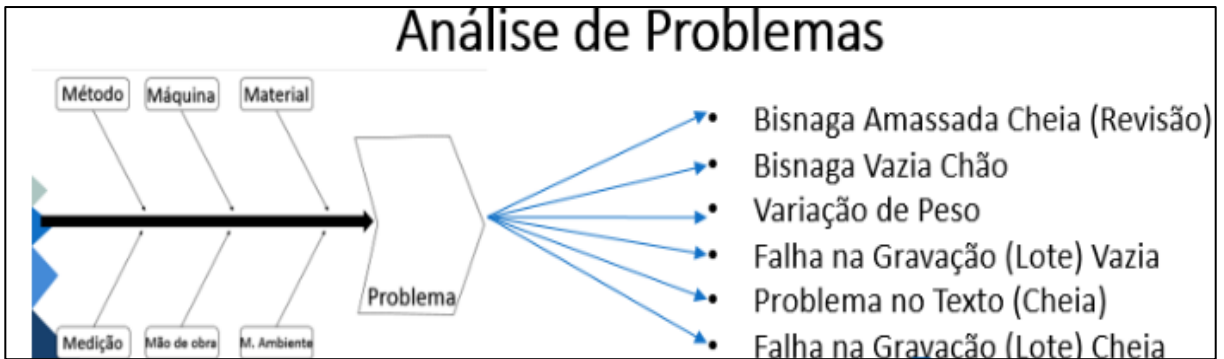 Análise de Problemas
Método
Máquina
Material
Problema
Medição
Mão de obra
M. Ambiente
• Bisnaga Amassada Cheia (Revisão)
• Bisnaga Vazia Chão
• Variação de Peso
• Falha na Gravação (Lote) Vazia
• Problema no Texto (Cheia)
• Falha na Gravação (Lote) Cheia